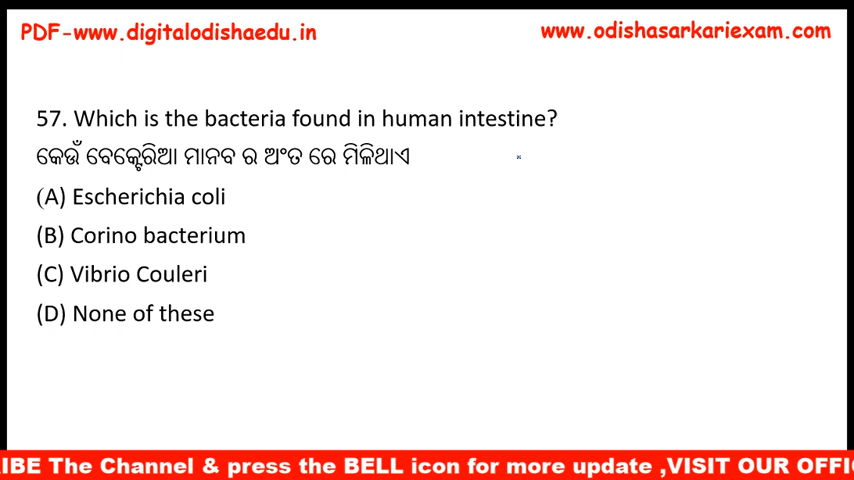 PDF-www.digitalodishaedu.in
www.odishasarkariexam.com
57. Which is the bacteria found in human intestine?
କେଉଁ ବେକ୍ଟେରିଆ ମାନବ ର ଅଂତ ରେ ମିଳିଥାଏ
(A) Escherichia coli
(B) Corino bacterium
(C) Vibrio Couleri
(D) None of these
IBE The Channel & press the BELL icon for more update ,VISIT OUR OFFIC